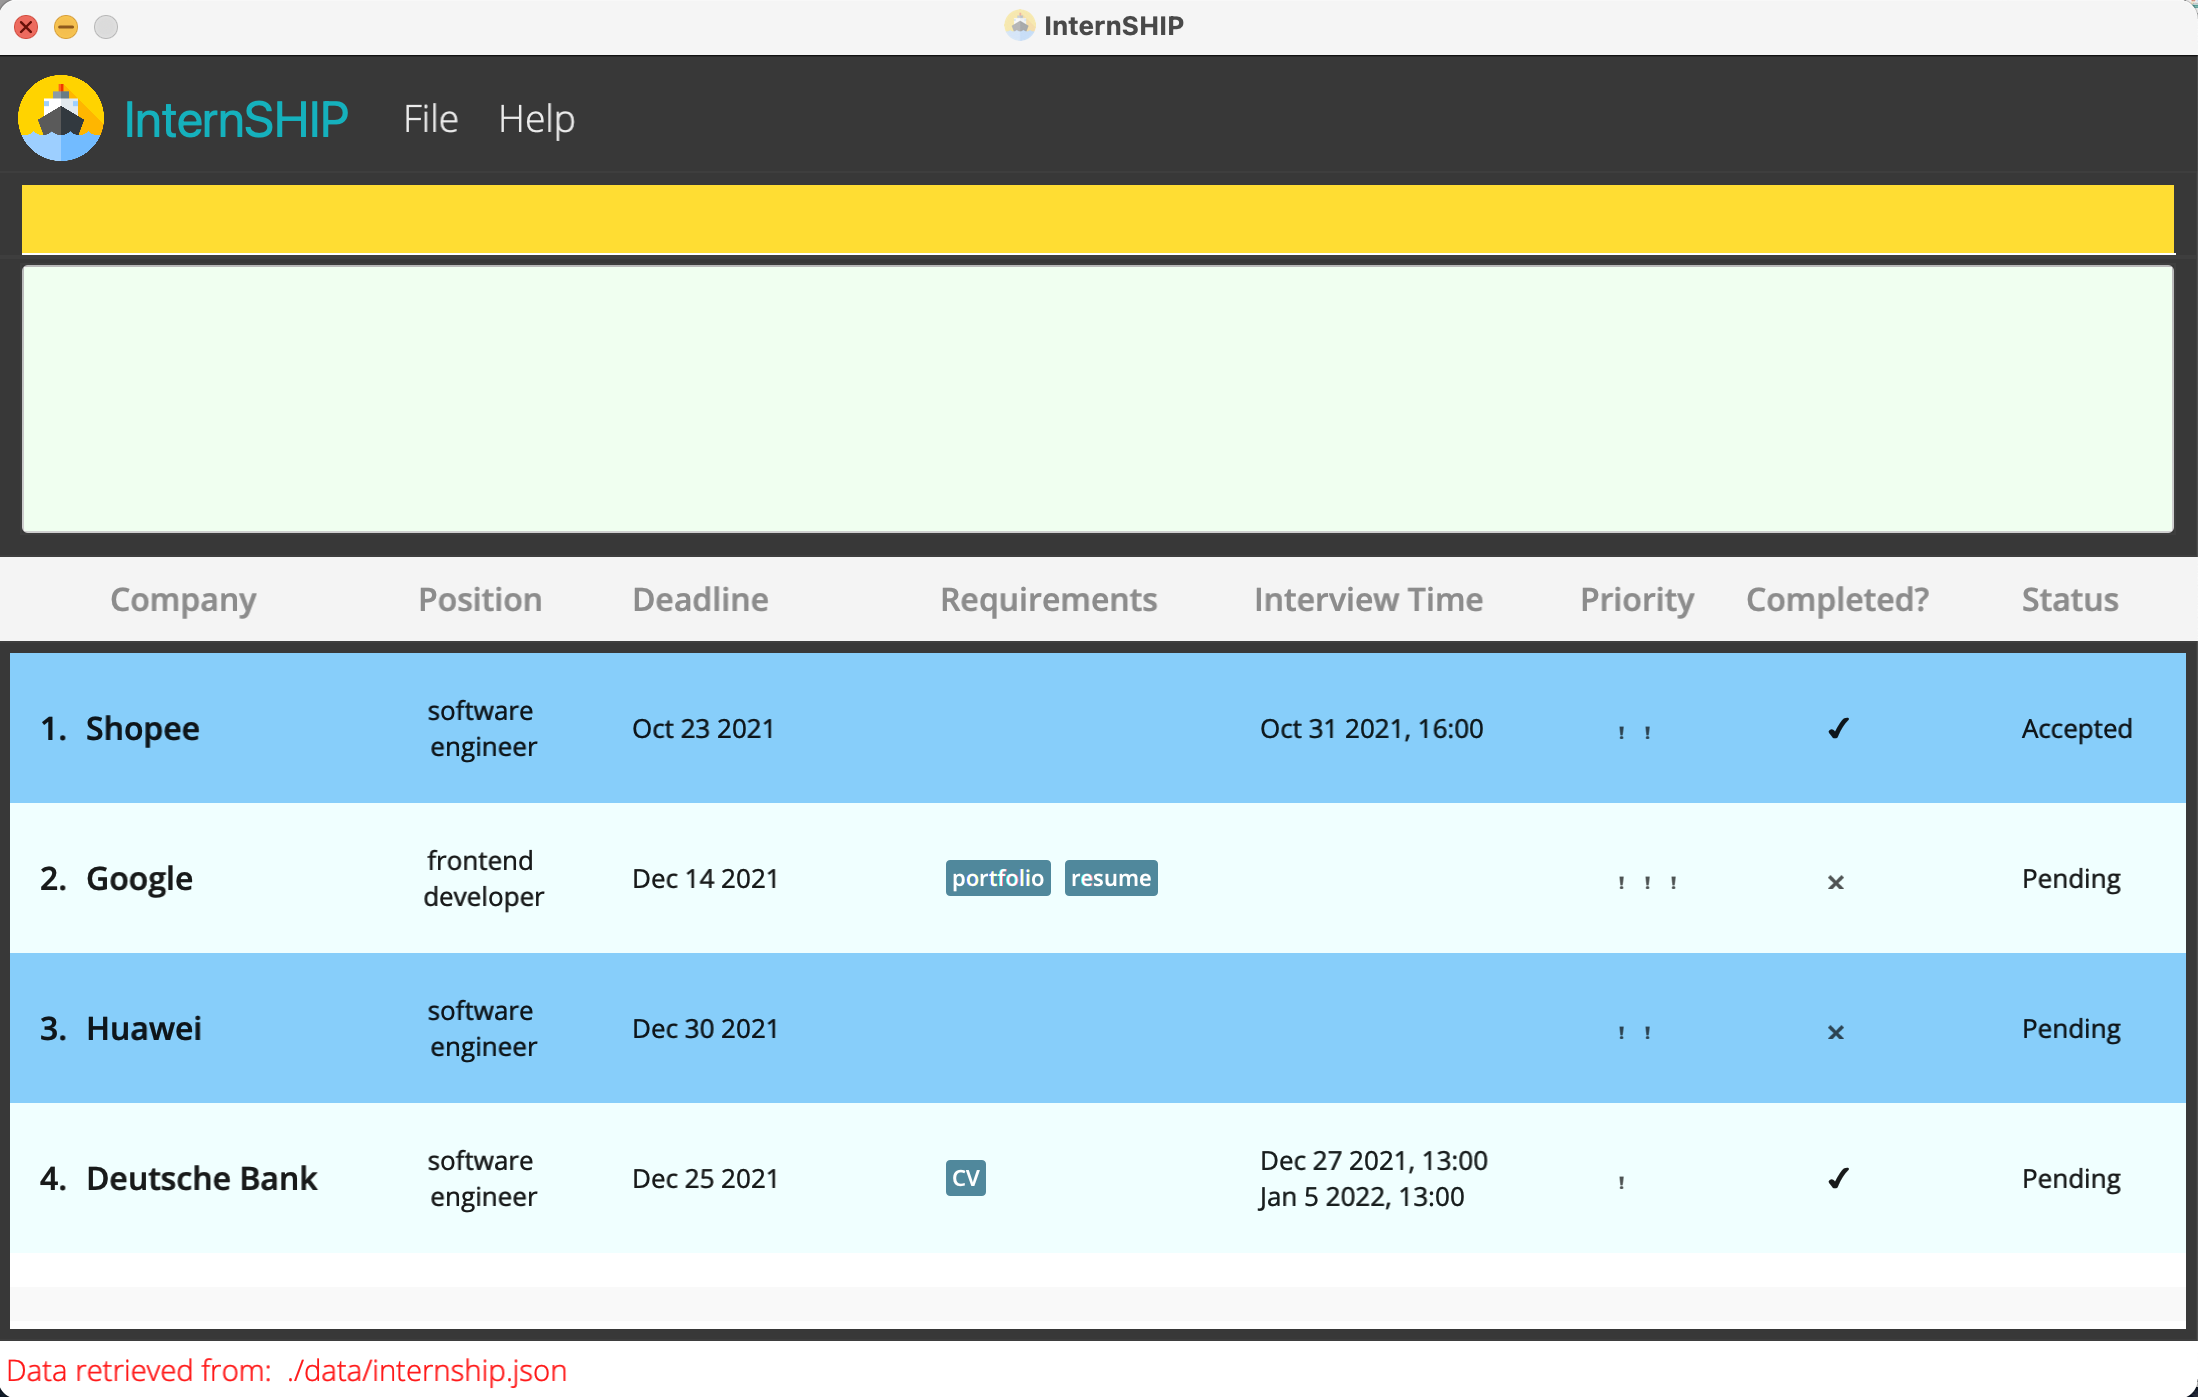 InternSHIP
InternSHIP File Help
Company Position Deadline Requirements Interview Time Priority Completed? Status
1. Shopee software engineer Oct 23 2021 Oct 31 2021, 16:00 ! ! ✔ Accepted
2. Google frontend developer Dec 14 2021 portfolio resume ! ! ! × Pending
3. Huawei software engineer Dec 30 2021 ! ! × Pending
4. Deutsche Bank software engineer Dec 25 2021 CV Dec 27 2021, 13:00 Jan 5 2022, 13:00 ! ✔ Pending
Data retrieved from: ./data/internship.json